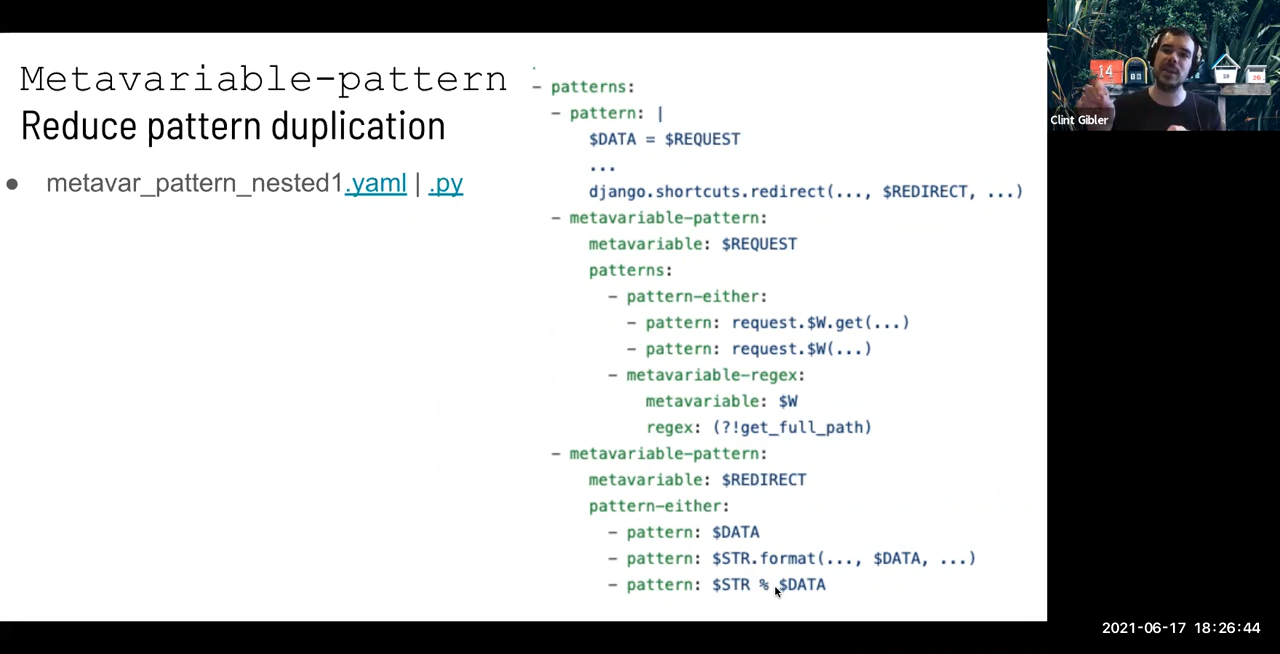 Metavariable-pattern
Reduce pattern duplication
● metavar_pattern_nested1.yaml | .py
- patterns:
- pattern: |
$DATA = $REQUEST
...
django.shortcuts.redirect(..., $REDIRECT, ...)
- metavariable-pattern:
metavariable: $REQUEST
patterns:
- pattern-either:
- pattern: request.$W.get(...)
- pattern: request.$W(...)
- metavariable-regex:
metavariable: $W
regex: (?!get_full_path)
- metavariable-pattern:
metavariable: $REDIRECT
pattern-either:
- pattern: $DATA
- pattern: $STR.format(..., $DATA, ...)
- pattern: $STR % $DATA
14
Clint Gibler
2021-06-17 18:26:44